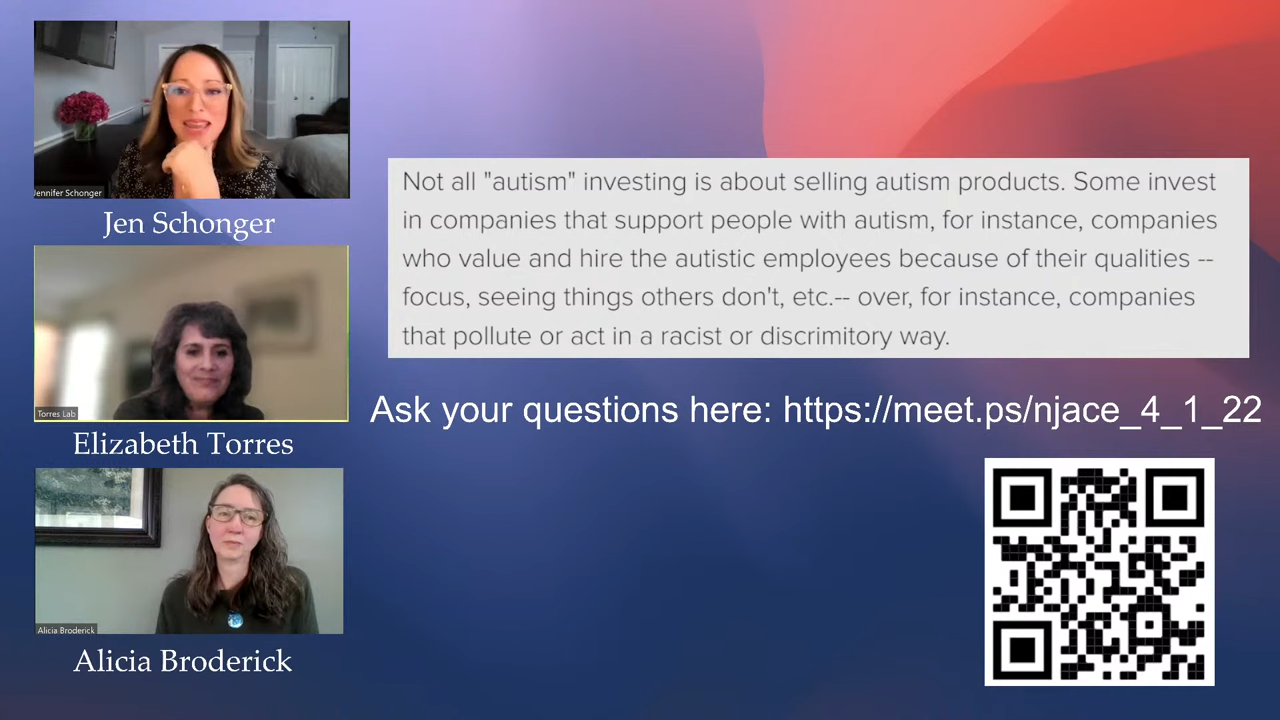 Jennifer Schonger
Jen Schonger
Torres Lab
Elizabeth Torres
Alicia Broderick
Alicia Broderick
Not all "autism" investing is about selling autism products. Some invest
in companies that support people with autism, for instance, companies
who value and hire the autistic employees because of their qualities --
focus, seeing things others don't, etc.-- over, for instance, companies
that pollute or act in a racist or discrimitory way.
Ask your questions here: https://meet.ps/njace_4_1_22